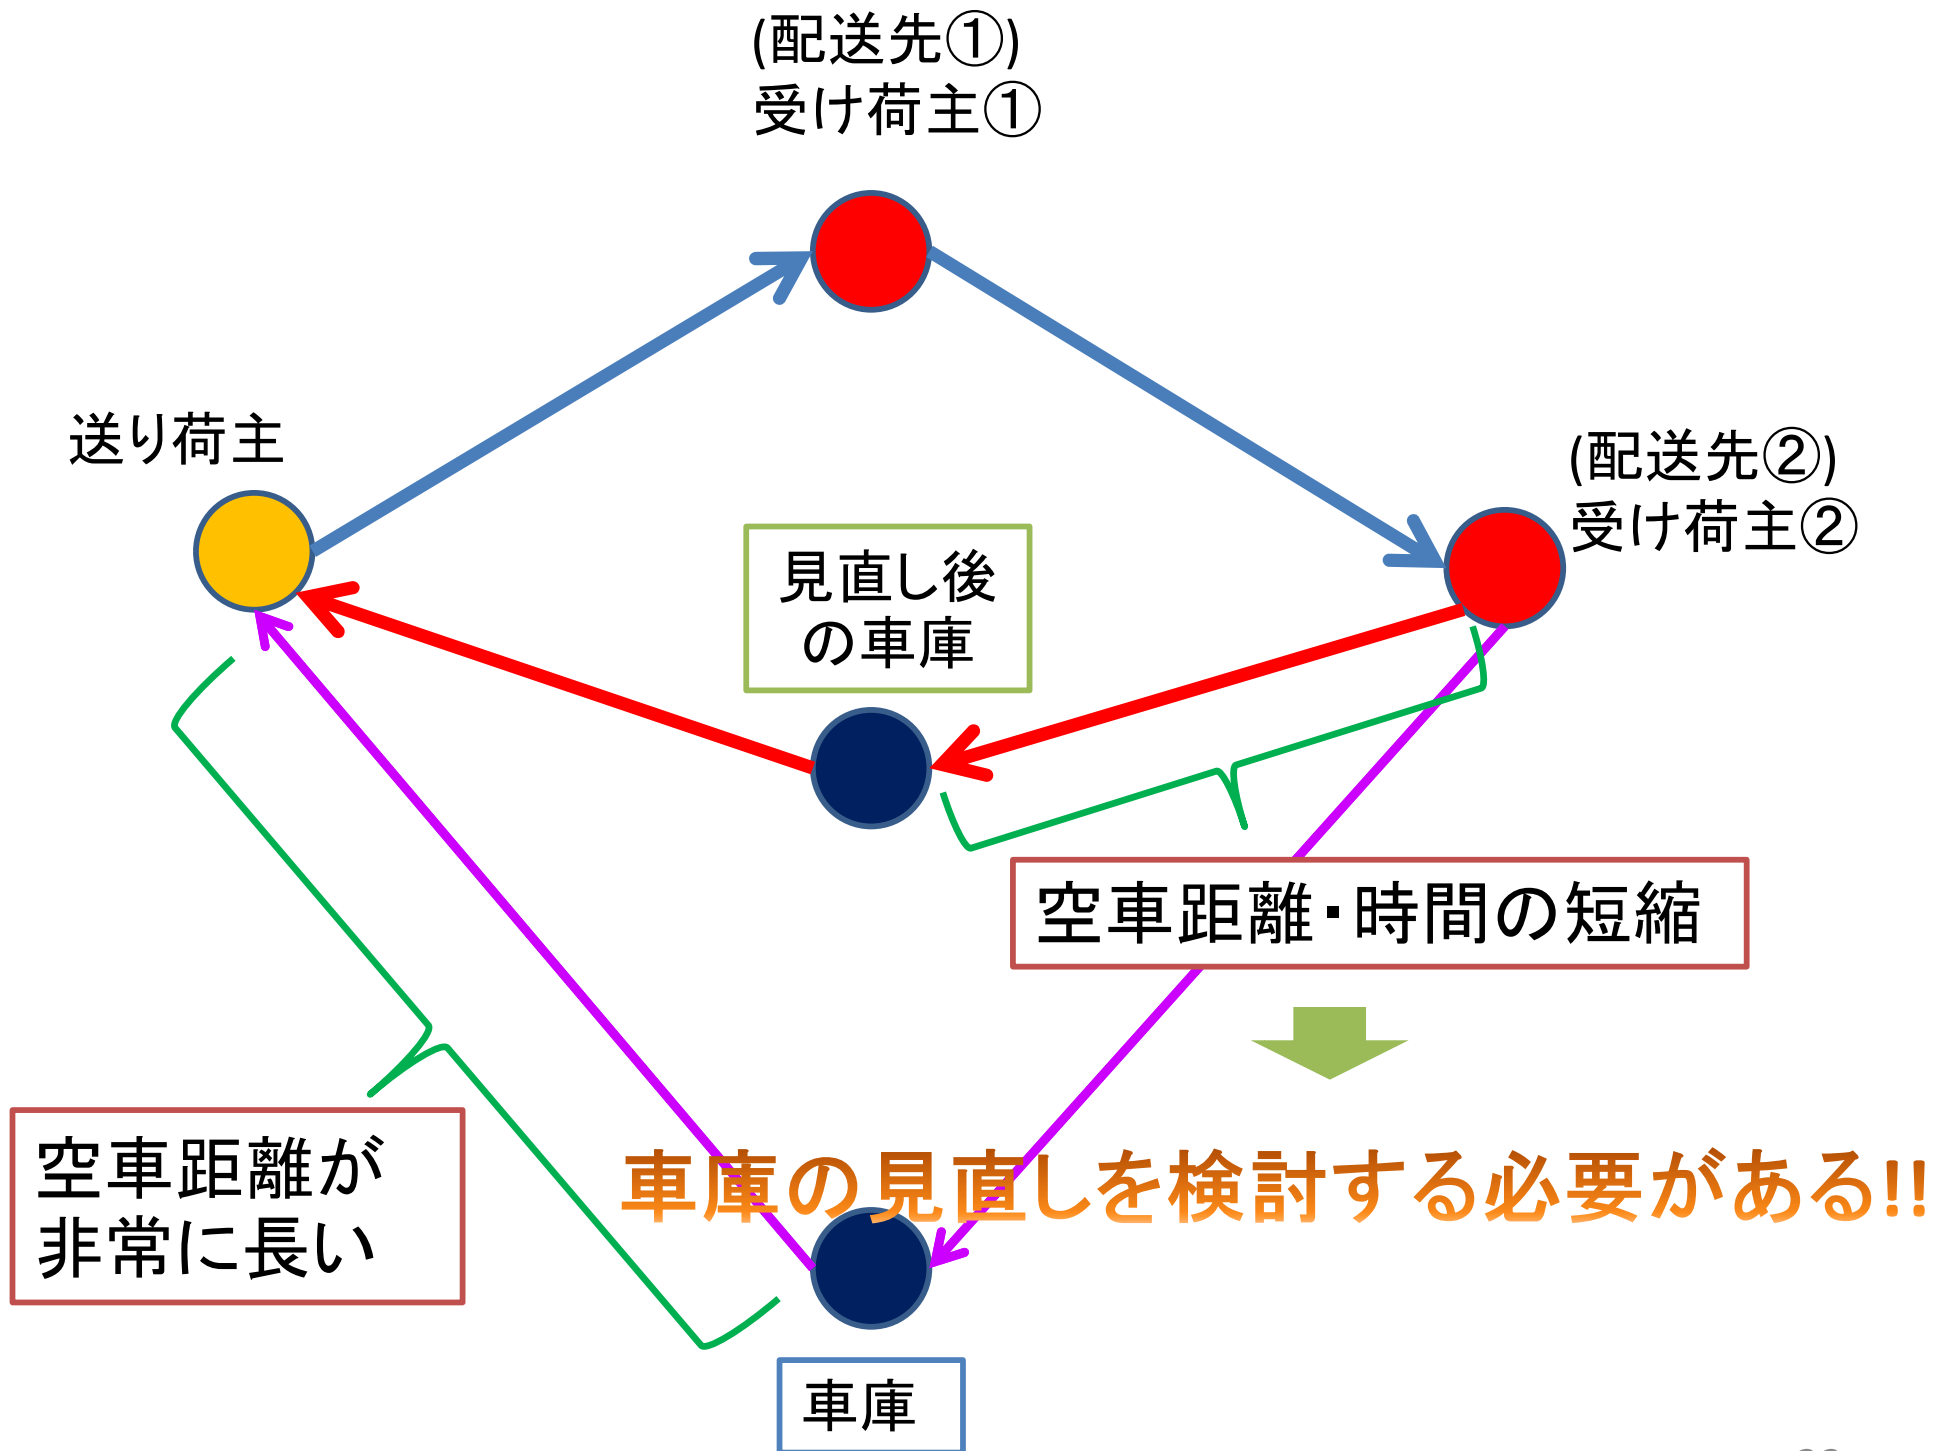 (配送先①)
受け荷主①
送り荷主
(配送先②)
受け荷主②
見直し後
の車庫
空車距離・時間の短縮
空車距離が
非常に長い
車庫の見直しを検討する必要がある!!
車庫